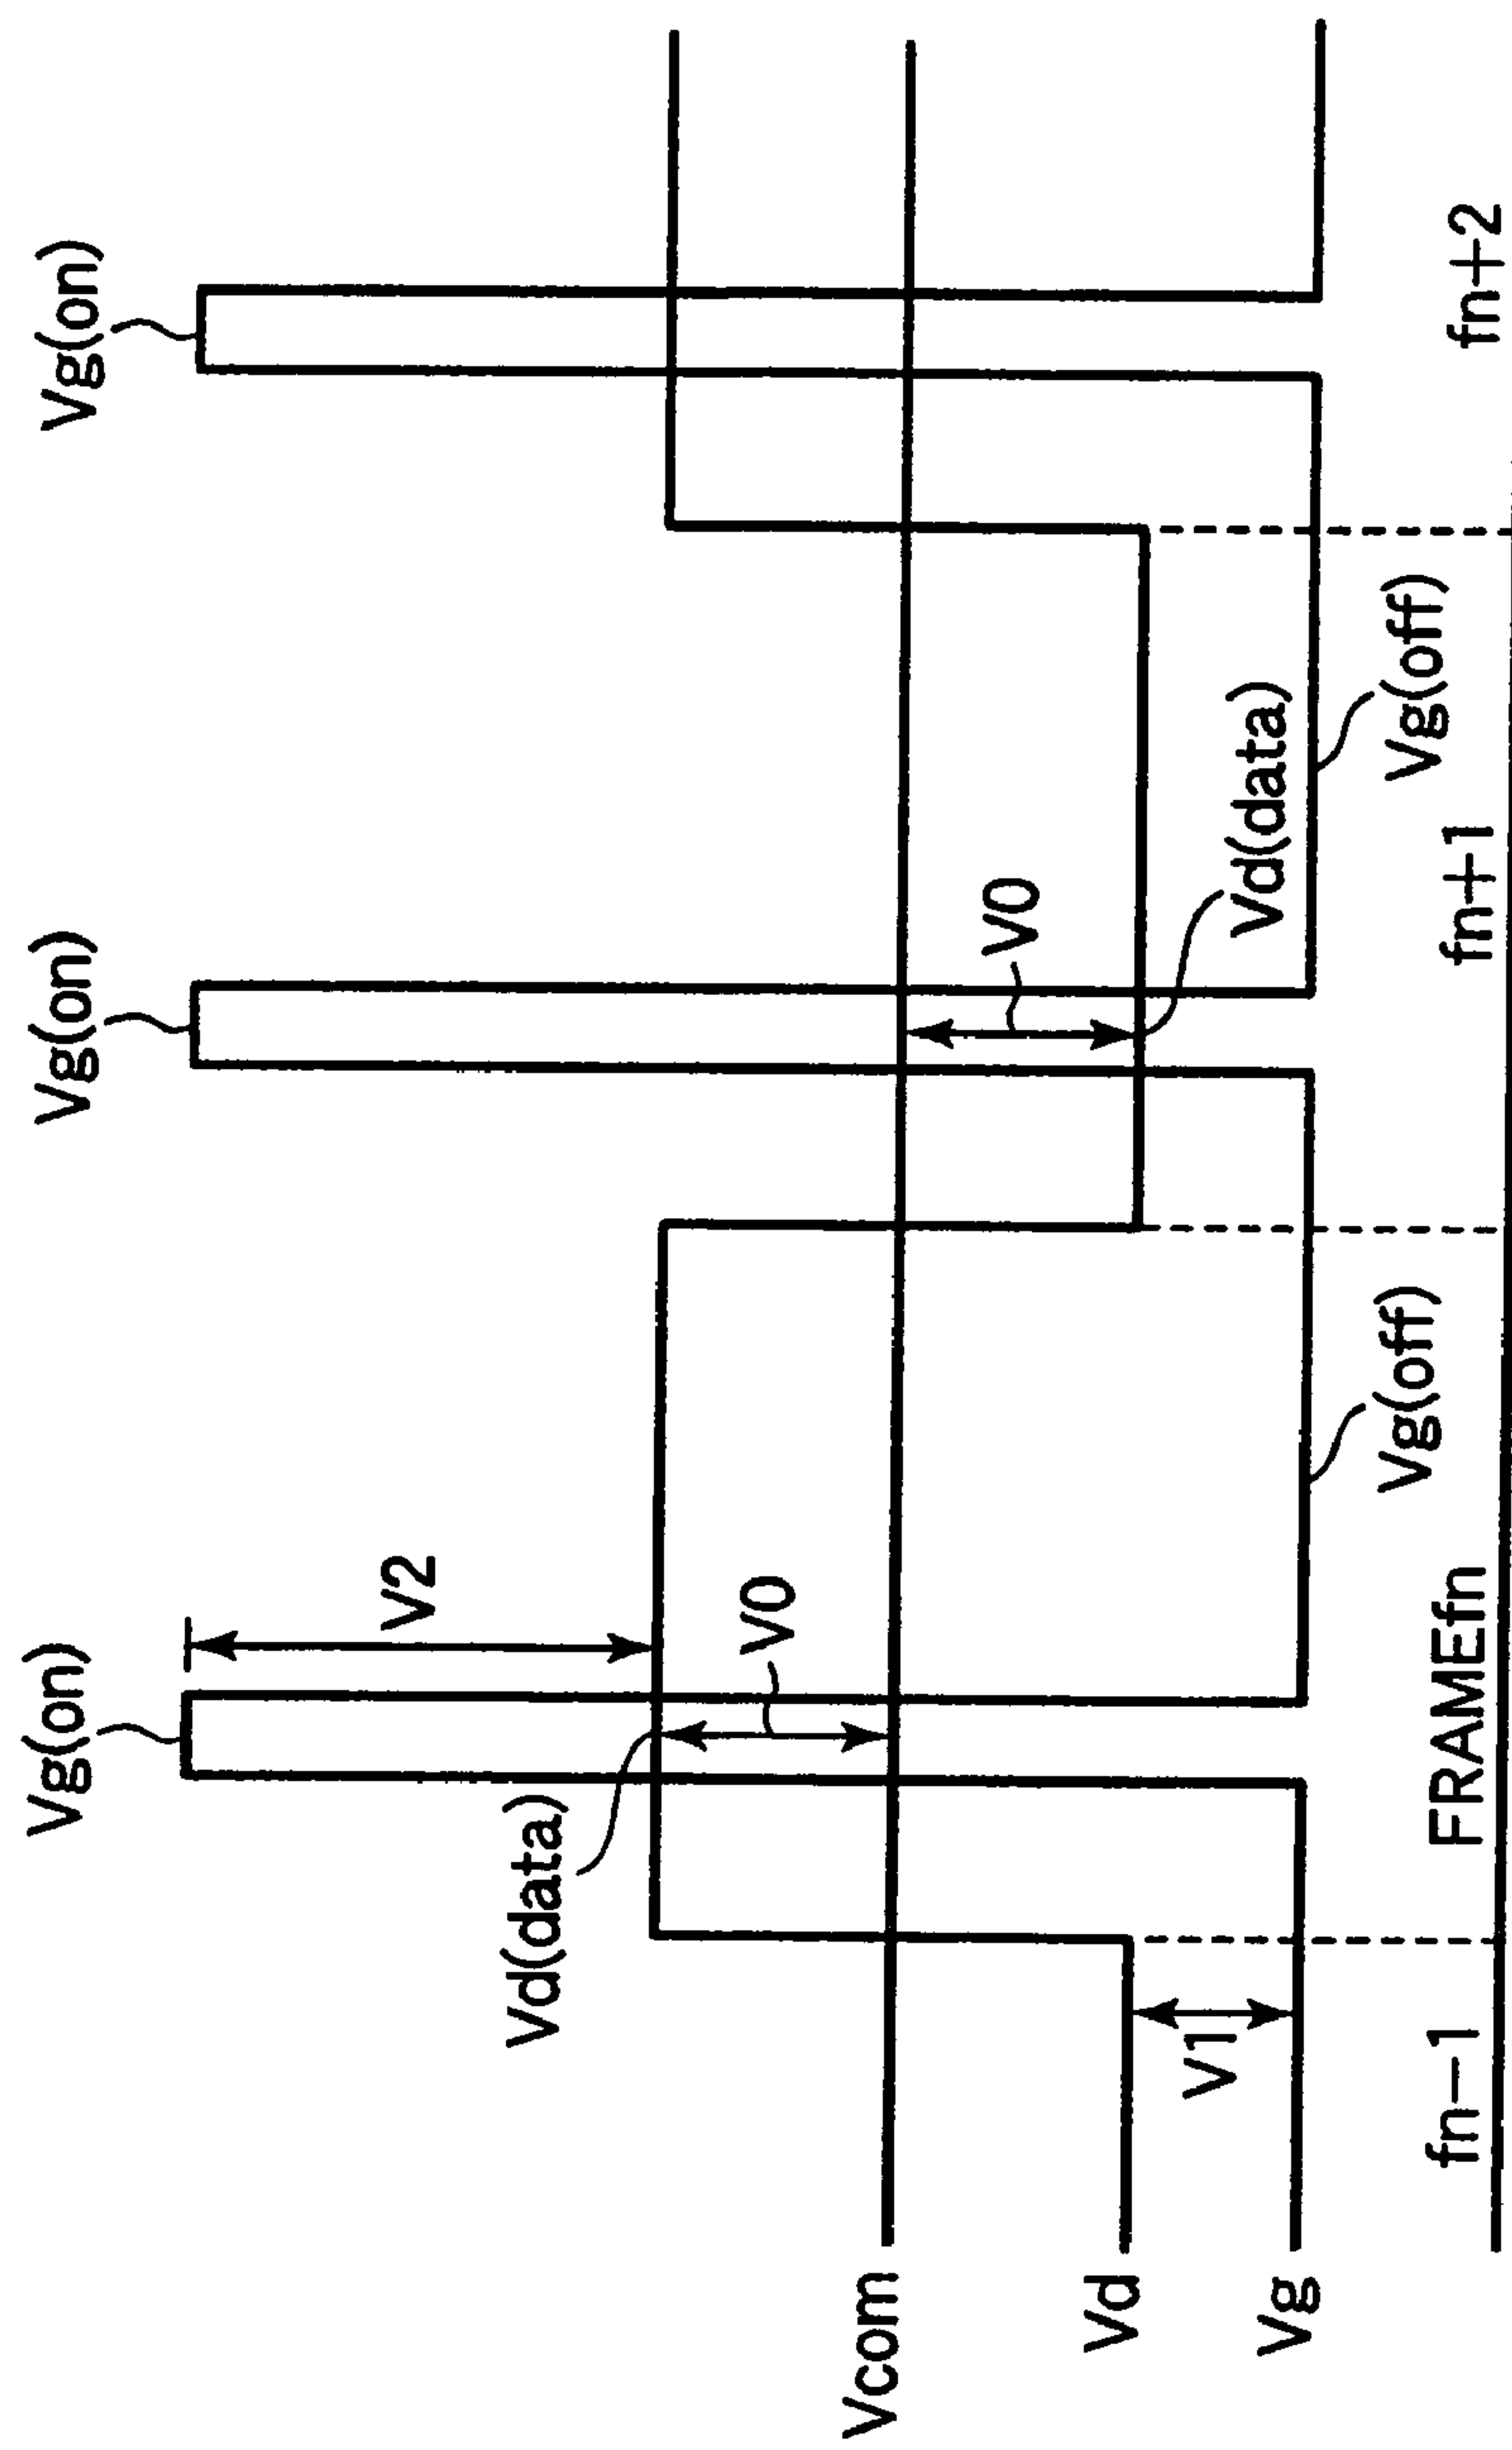 Vg(on)
Vg(on)
Vg(on)
V2
Vd(data)
V0
V0
Vcom
Vd
V1
Vd(data)
Vg
Vg(off)
Vg(off)
fn−1
FRAMEfn
fn+1
fn+2